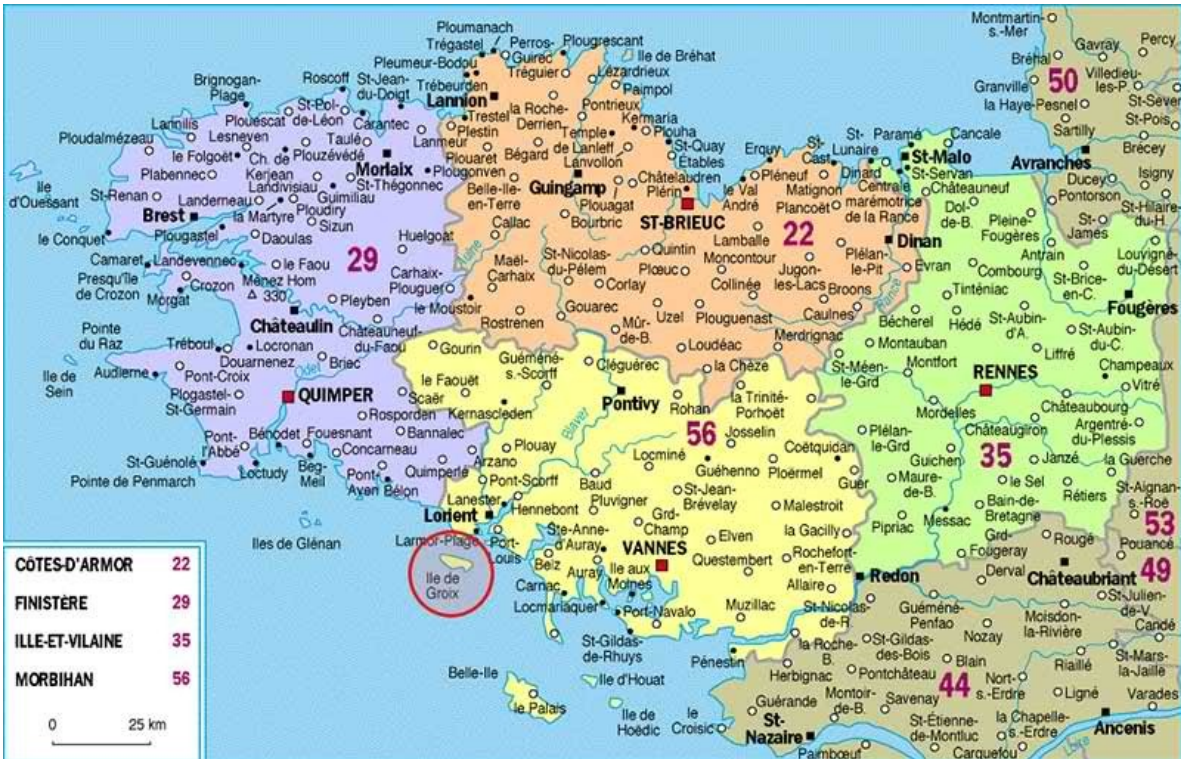 Ploumanach
Trégastel
Perros-
Guirec
Plougrescant
Ile de Bréhat
Pleumeur-Bodou
Tréguier
Lézardrieux
Trébeurden
Paimpol
Lannion
la Roche-
Derrien
Pontrieux
Brignogan-
Plage
Roscoff
St-Jean-
du-Doigt
Trestel
Kermaria
Lannilis
Plouescat
St-Pol-
de-Léon
Carantec
Plestin
Temple
de Lanleff
Plouha
Ploudalmézeau
Lesneven
Taulé
Lanmeur
Plouaret
Bégard
Lanvollon
St-Quay
Étables
le Folgoët
Ch. de
Kerjean
Plouzévédé
Morlaix
Plougonven
Guingamp
Châtelaudren
Plabennec
Landivisiau
St-Thégonnec
Belle-Ile-
en-Terre
Plérin
Ile
d'Ouessant
St-Renan
Landerneau
Guimiliau
Plouagat
Bourbric
Brest
la Martyre
Ploudiry
Sizun
Callac
ST-BRIEUC
le Conquet
Plougastel
Daoulas
Huelgoat
Aulne
Camaret
Landevennec
le Faou
29
Maël-
Carhaix
St-Nicolas-
du-Pélem
Quintin
Presqu'île
de Crozon
Crozon
Ménez Hom
330
Carhaix-
Plouguer
Corlay
Plœuc
Morgat
Pleyben
le Moustoir
Gouarec
Uzel
Châteaulin
Châteauneuf-
du-Faou
Rostrenen
Mûr-
de-B.
Plouguenast
Pointe
du Raz
Tréboul
Locronan
Loudéac
Merdrignac
Douarnenez
Briec
Odet
Gourin
Guéméné-
s.-Scorff
Cléguérec
la Chèze
Ile de
Sein
Audierne
Pont-Croix
le Faouët
Plogastel-
St-Germain
QUIMPER
Scaër
Kernascléden
Pontivy
Rohan
la Trinité-
Porhoët
Rosporden
Blavet
56
Josselin
Pont-
l'Abbé
Bénodet
Fouesnant
Bannalec
Plouay
Coëtquidan
St-Guénolé
Concarneau
Arzano
Locminé
Guéhenno
Ploërmel
Pointe de Penmarch
Loctudy
Beg-
Meil
Pont-
Aven
Bélon
Quimperlé
Pont-Scorff
Baud
Guer
Lanester
Hennebont
Pluvigner
St-Jean-
Brévelay
Malestroit
Lorient
Grd-
Champ
Iles de Glénan
Larmor-Plage
Port-
Louis
Ste-Anne-
d'Auray
Elven
la Gacilly
Belz
VANNES
Questembert
Rochefort-
en-Terre
Ile de
Groix
Auray
Ile aux
Moines
Allaire
Carnac
Locmariaquer
Port-Navalo
Muzillac
St-Gildas-
de-Rhuys
Pénestin
la Roche-
B.
Belle-Ile
Ile d'Houat
le Palais
Ile de
Hoëdic
Erquy
St-
Cast
St-
Lunaire
Paramé
Cancale
Pléneuf
Dinard
St-Malo
St-Servan
le Val
André
Matignon
Centrale
marémotrice
de la Rance
Châteauneuf
Plancoët
Dol-
de-B.
Pleine-
Fougères
22
Lamballe
Dinan
Antrain
Louvigné-
du-Désert
Moncontour
Plélan-
le-Pit
Evran
Combourg
St-Brice-
en-C.
Collinée
Jugon-
les-Lacs
Tinténiac
Fougères
Broons
Rance
Bécherel
Hédé
St-Aubin-
d'A.
Caulnes
St-Aubin-
du-C.
Montauban
Liffré
St-Méen-
le-Grd
Montfort
Champeaux
RENNES
Vitré
Mordelles
Châteaubourg
Plélan-
le-Grd
Châteaugiron
Argentré-
du-Plessis
Guichen
35
Janzé
la Guerche
Maure-
de-B.
le Sel
Rétiers
St-Aignan-
s.-Roë
Bain-de-
Bretagne
Pipriac
Messac
53
Grd-
Fougeray
Rougé
Pouancé
Redon
Derval
Châteaubriant
49
St-Nicolas-
de-R.
Guéméné-
Penfao
Moisdon-
la-Rivière
St-Julien-
de-V.
Nozay
Candé
St-Gildas
des-Bois
Blain
St-Mars-
la-Jaille
Herbignac
Pontchâteau
44
Nort-
s.-Erdre
Riaillé
Guérande
Montoir-
de-B.
Savenay
Ligné
Varades
le Croisic
St-
Nazaire
St-Étienne-
de-Montluc
la Chapelle-
s.-Erdre
Ancenis
Paimbœuf
Carquefou
Loire
Montmartin-
s.-Mer
Percy
Bréhal
Gavray
Granville
50
Villedieu-
les-P.
la Haye-Pesnel
St-Sever
Sartilly
St-Pois
Avranches
Brécey
Ducey
Isigny
Pontorson
St-
James
St-Hilaire-
du-H.
CÔTES-D'ARMOR 22
FINISTÈRE 29
ILLE-ET-VILAINE 35
MORBIHAN 56
0 25 km